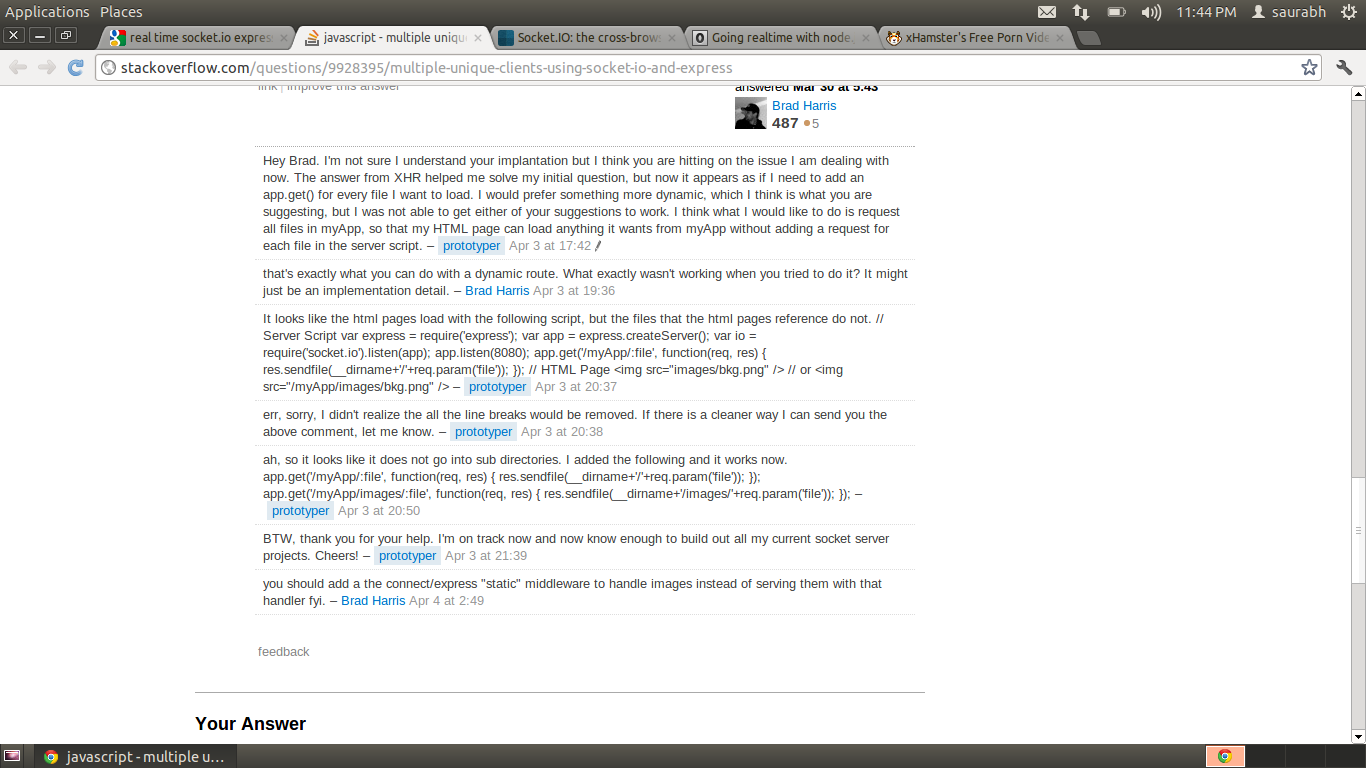 Applications Places 11:44 PM saurabh
real time socket.io expres javascript - multiple uniqu Socket.IO: the cross-brow Going realtime with node. xHamster's Free Porn Vide
stackoverflow.com/questions/9928395/multiple-unique-clients-using-socket-io-and-express
link | improve this answer
answered Mar 30 at 5:43
Brad Harris
487 5
Hey Brad. I'm not sure I understand your implantation but I think you are hitting on the issue I am dealing with
now. The answer from XHR helped me solve my initial question, but now it appears as if I need to add an
app.get() for every file I want to load. I would prefer something more dynamic, which I think is what you are
suggesting, but I was not able to get either of your suggestions to work. I think what I would like to do is request
all files in myApp, so that my HTML page can load anything it wants from myApp without adding a request for
each file in the server script. – prototyper Apr 3 at 17:42
that's exactly what you can do with a dynamic route. What exactly wasn't working when you tried to do it? It might
just be an implementation detail. – Brad Harris Apr 3 at 19:36
It looks like the html pages load with the following script, but the files that the html pages reference do not. //
Server Script var express = require('express'); var app = express.createServer(); var io =
require('socket.io').listen(app); app.listen(8080); app.get('/myApp/:file', function(req, res) {
res.sendfile(__dirname+'/'+req.param('file')); }); // HTML Page <img src="images/bkg.png" /> // or <img
src="/myApp/images/bkg.png" /> – prototyper Apr 3 at 20:37
err, sorry, I didn't realize the all the line breaks would be removed. If there is a cleaner way I can send you the
above comment, let me know. – prototyper Apr 3 at 20:38
ah, so it looks like it does not go into sub directories. I added the following and it works now.
app.get('/myApp/:file', function(req, res) { res.sendfile(__dirname+'/'+req.param('file')); });
app.get('/myApp/images/:file', function(req, res) { res.sendfile(__dirname+'/images/'+req.param('file')); }); –
prototyper Apr 3 at 20:50
BTW, thank you for your help. I'm on track now and now know enough to build out all my current socket server
projects. Cheers! – prototyper Apr 3 at 21:39
you should add a the connect/express "static" middleware to handle images instead of serving them with that
handler fyi. – Brad Harris Apr 4 at 2:49
feedback
Your Answer
javascript - multiple u...